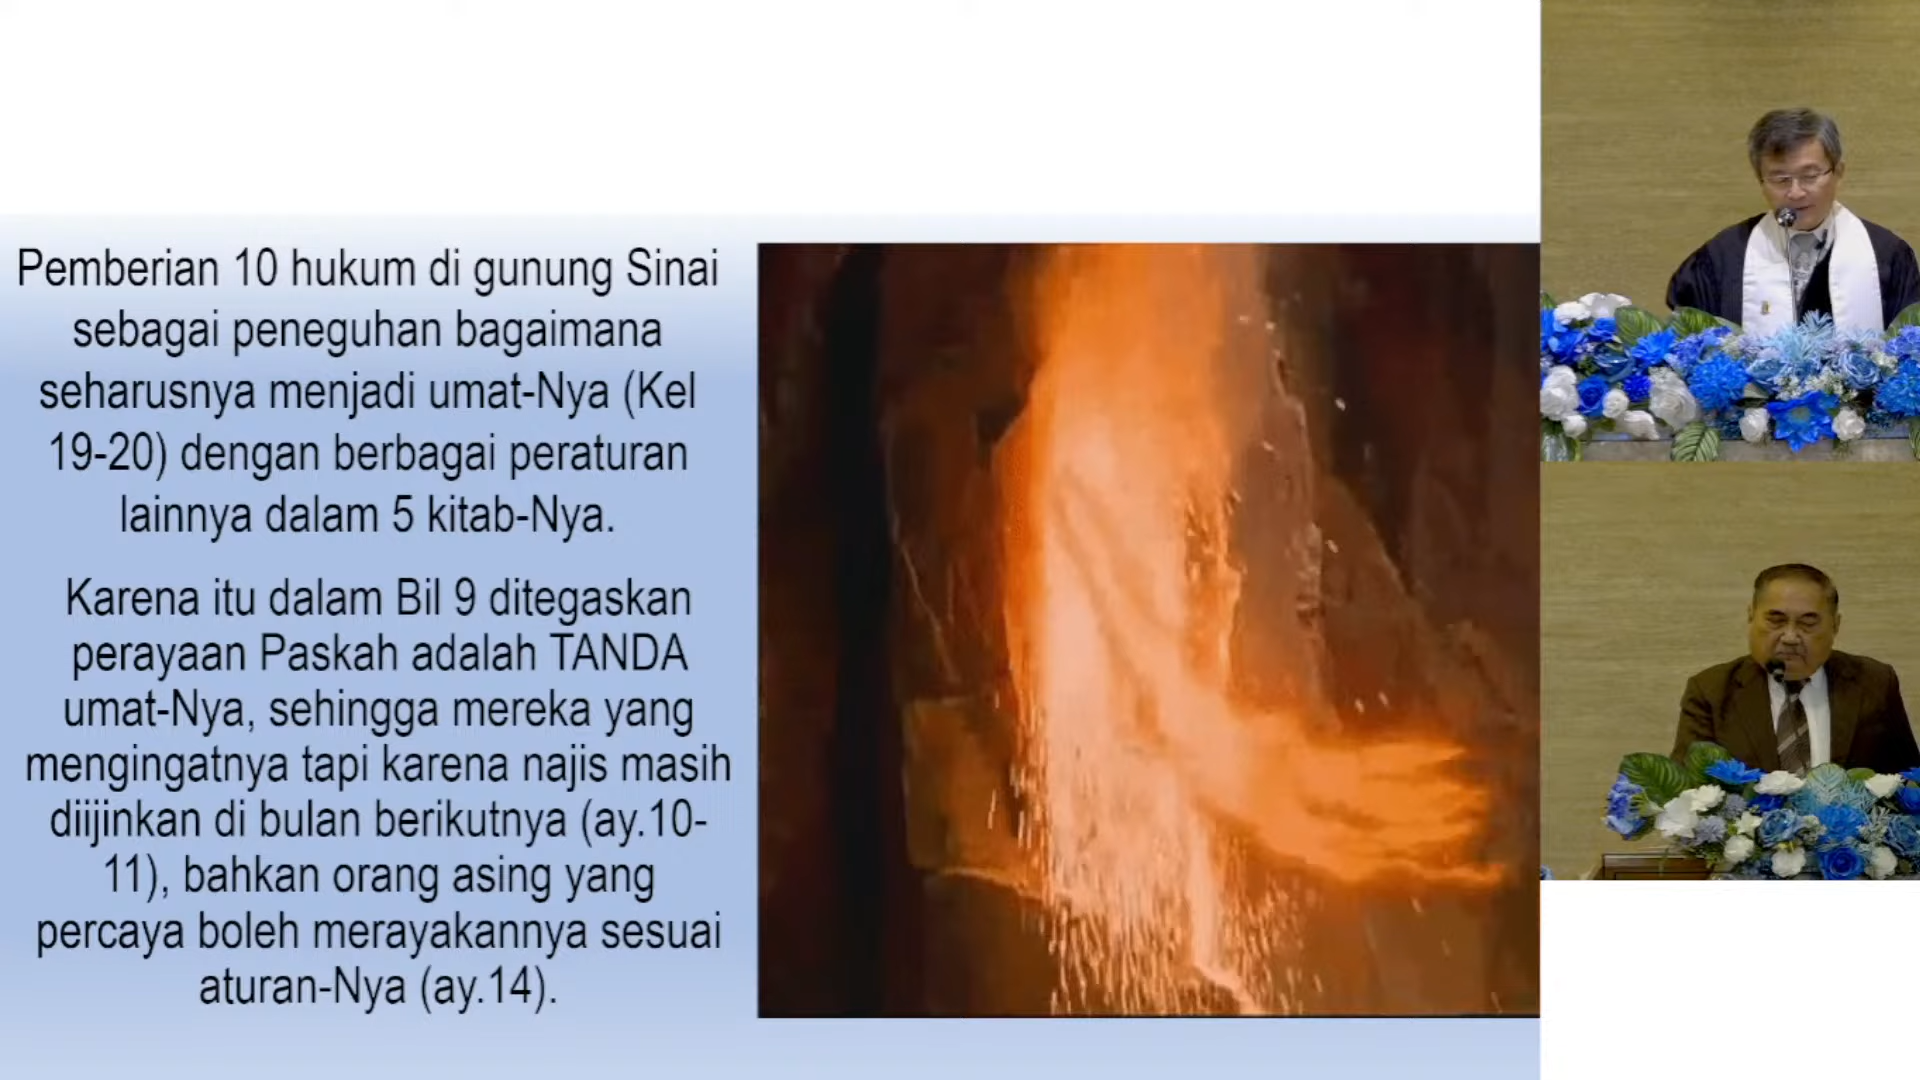 Pemberian 10 hukum di gunung Sinai
sebagai peneguhan bagaimana
seharusnya menjadi umat-Nya (Kel
19-20) dengan berbagai peraturan
lainnya dalam 5 kitab-Nya.
Karena itu dalam Bil 9 ditegaskan
perayaan Paskah adalah TANDA
umat-Nya, sehingga mereka yang
mengingatnya tapi karena najis masih
diijinkan di bulan berikutnya (ay.10-
11), bahkan orang asing yang
percaya boleh merayakannya sesuai
aturan-Nya (ay.14).